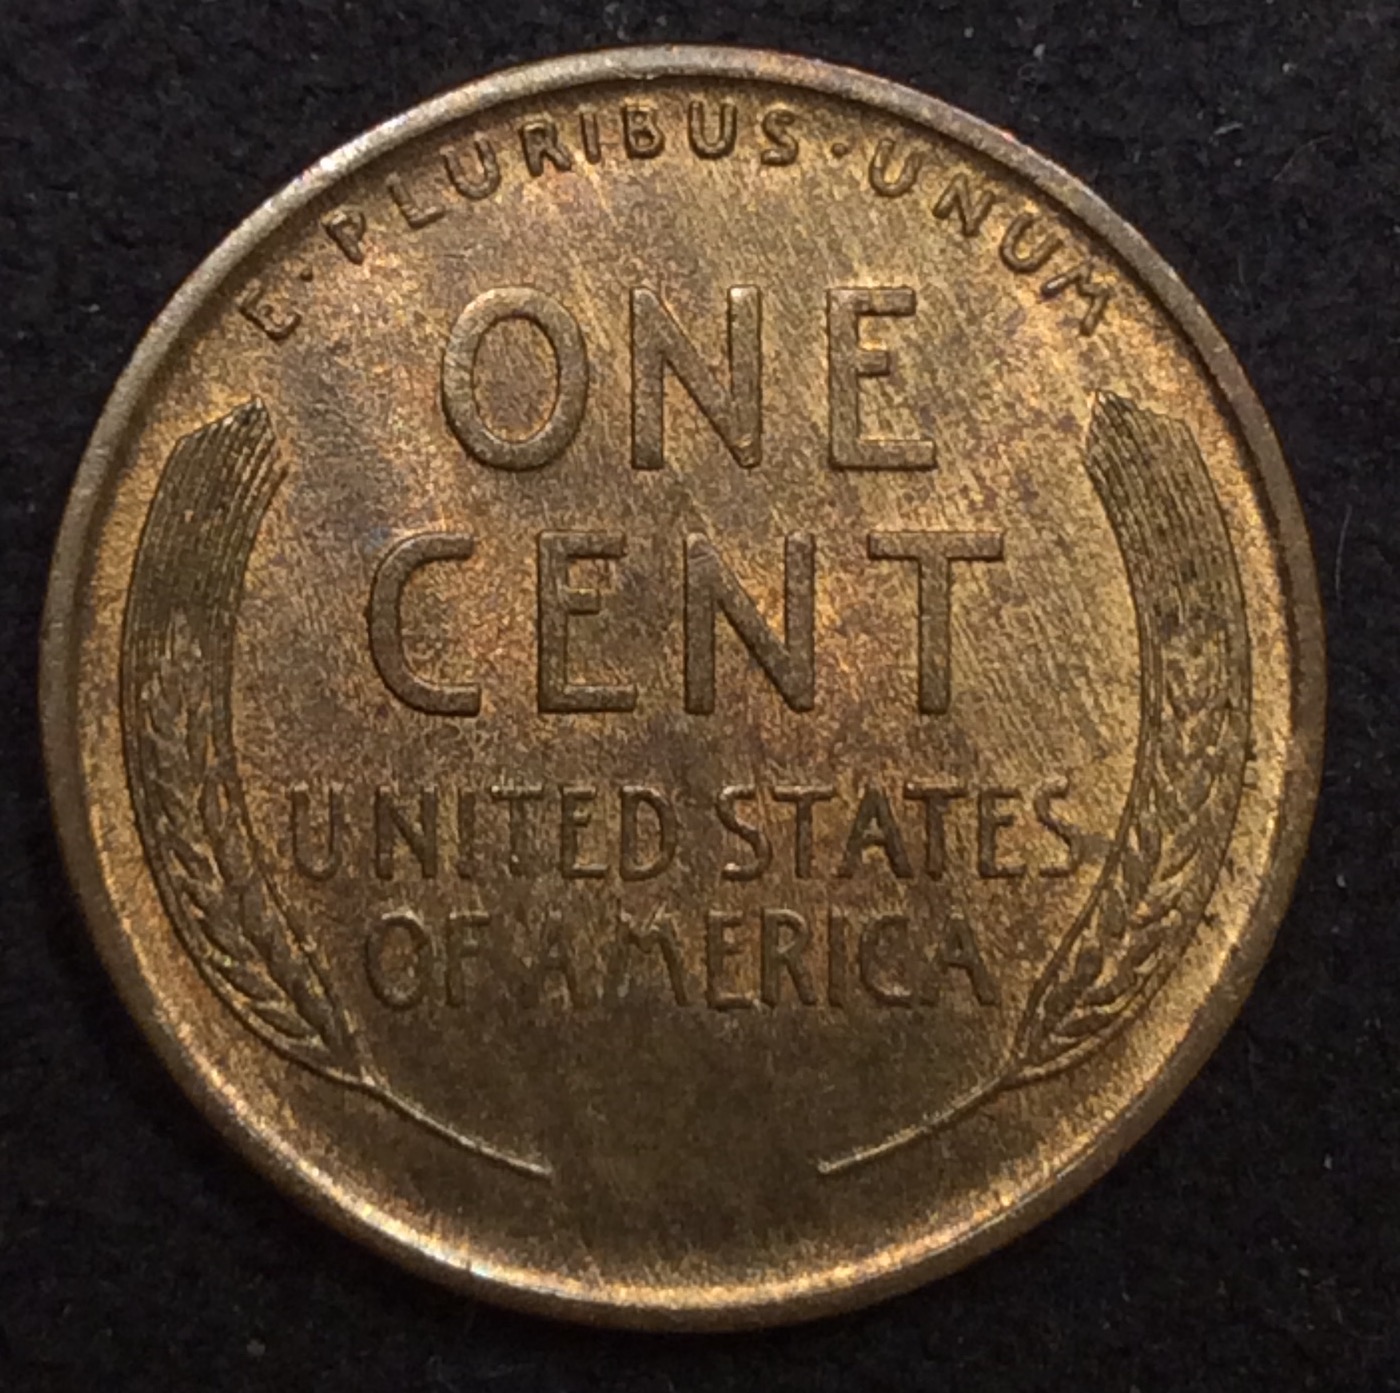 E · PLURIBUS · UNUM
ONE
CENT
UNITED STATES
OF AMERICA